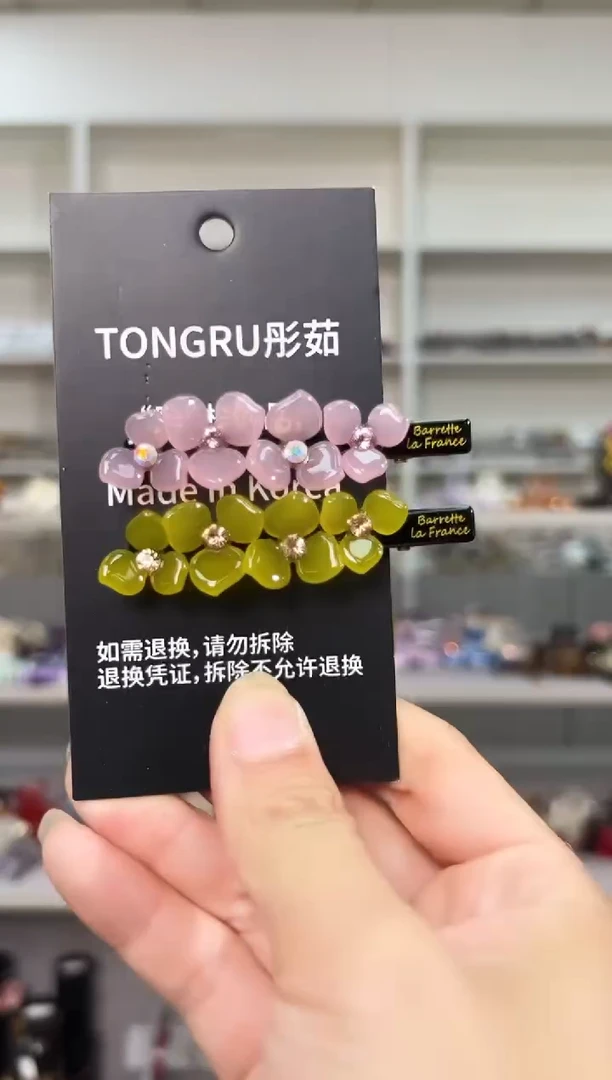 TONGRU彤茹
Barrette
la France
Made in Korea
Barrette
la France
如需退换,请勿拆除
退换凭证,拆除不允许退换